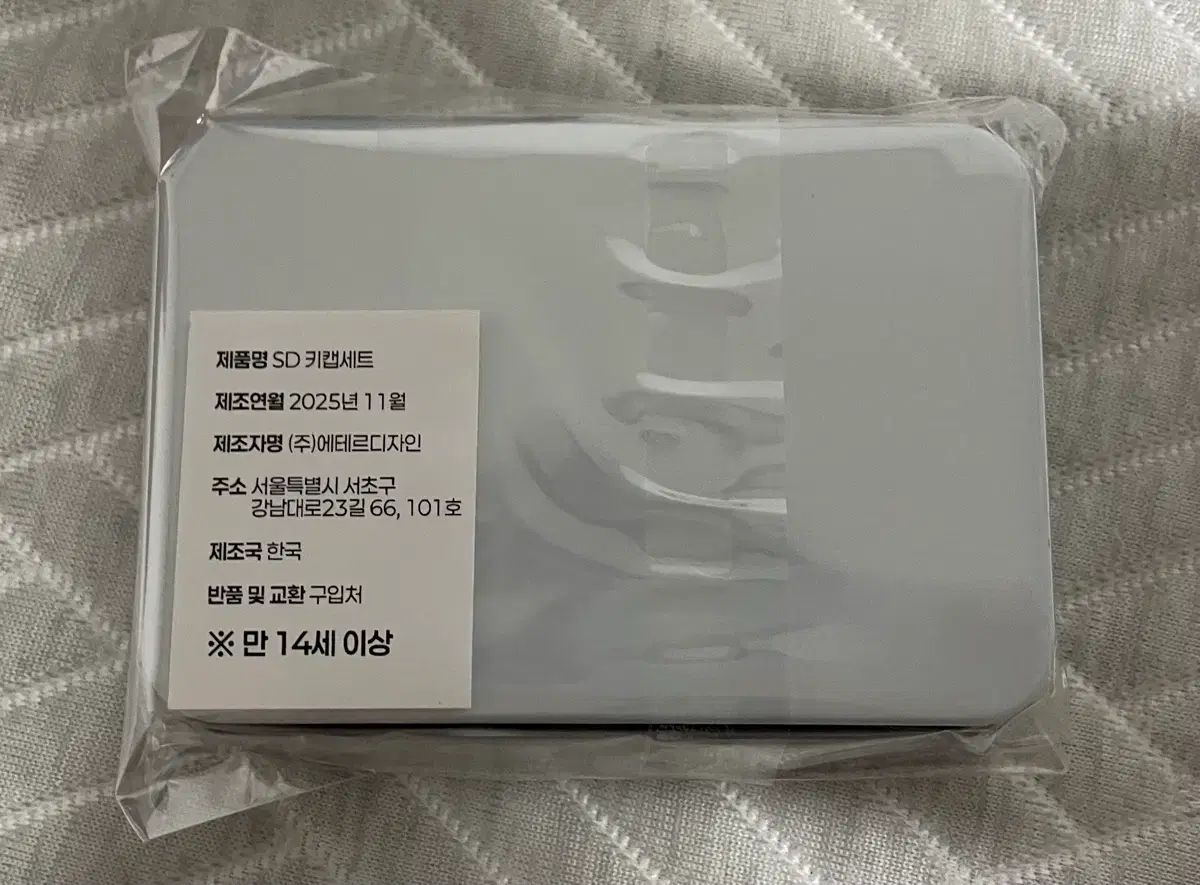 제품명 SD 키캡세트
제조연월 2025년 11월
제조자명 (주)에테르디자인
주소 서울특별시 서초구
강남대로23길 66, 101호
제조국 한국
반품 및 교환 구입처
※ 만 14세 이상